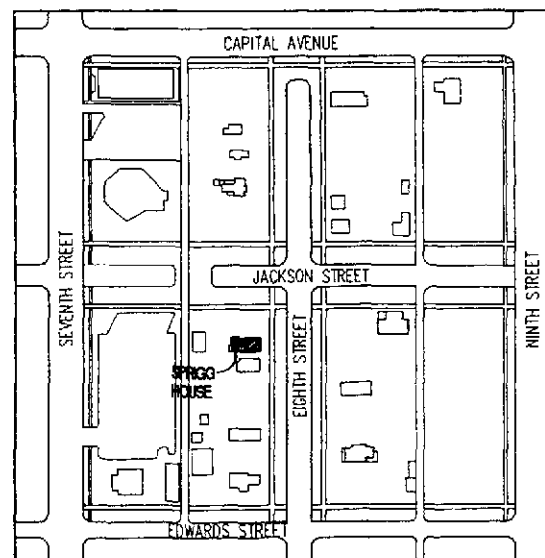 CAPITAL AVENUE
SEVENTH STREET
JACKSON STREET
NINTH STREET
EIGHTH STREET
SPRIGG
HOUSE
EDWARDS STREET